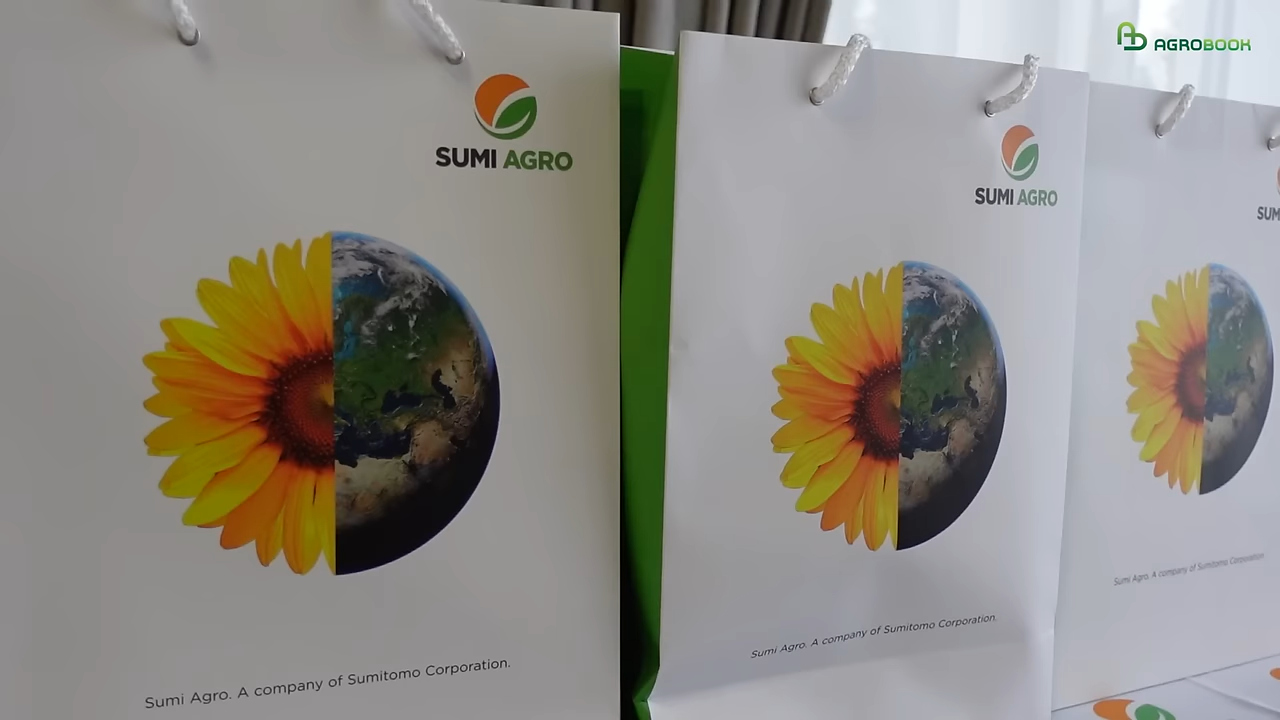 AGROBOOK
SUMI AGRO
Sumi Agro. A company of Sumitomo Corporation.
SUMI AGRO
Sumi Agro. A company of Sumitomo Corporation.
SUM
Sumi Agro. A company of Sumitomo Corporation.